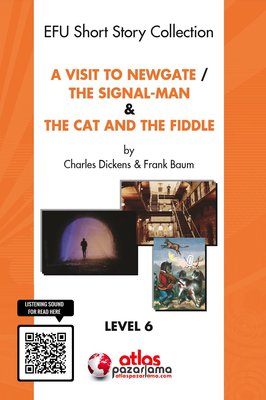 EFU Short Story Collection
A VISIT TO NEWGATE /
THE SIGNAL-MAN
&
THE CAT AND THE FIDDLE
by
Charles Dickens & Frank Baum
LISTENING SOUND
FOR READ HERE
LEVEL 6
atlas
pazarlama
atlaspazarlama.com